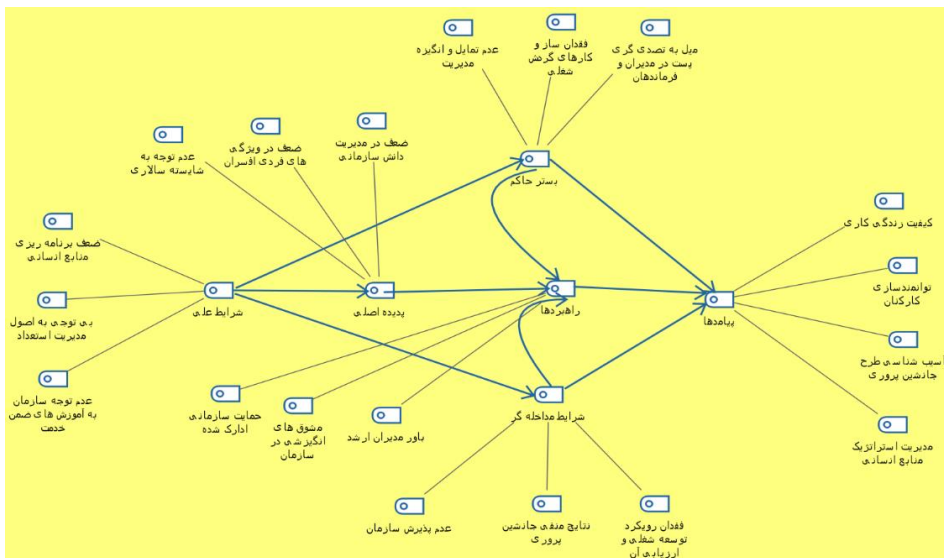 عدم تمایل و انگیزه
مدیریت
فقدان ساز و
کارهای گردش
شغلی
میل به تصدی گری
پست در مدیران و
فرماندهان
عدم توجه به
شایسته سالاری
ضعف در ویژگی
های فردی افسران
ضعف در مدیریت
دانش سازمانی
بستر حاکم
ضعف برنامه ریزی
منابع انسانی
بی توجی به اصول
مدیریت استعداد
عدم توجه سازمان
به آموزش های ضمن
خدمت
شرایط علی
پدیده اصلی
راهبردها
پیامدها
کیفیت زندگی کاری
توانمندسازی
کارکنان
آسیب شناسی طرح
جانشین پروری
مدیریت استراتژیک
منابع انسانی
حمایت سازمانی
ادارک شده
مشوق های
انگیزشی در
سازمان
باور مدیران ارشد
شرایط مداخله گر
عدم پذیرش سازمان
نتایج منفی جانشین
پروری
فقدان رویکرد
توسعه شغلی و
ارزیابی آن